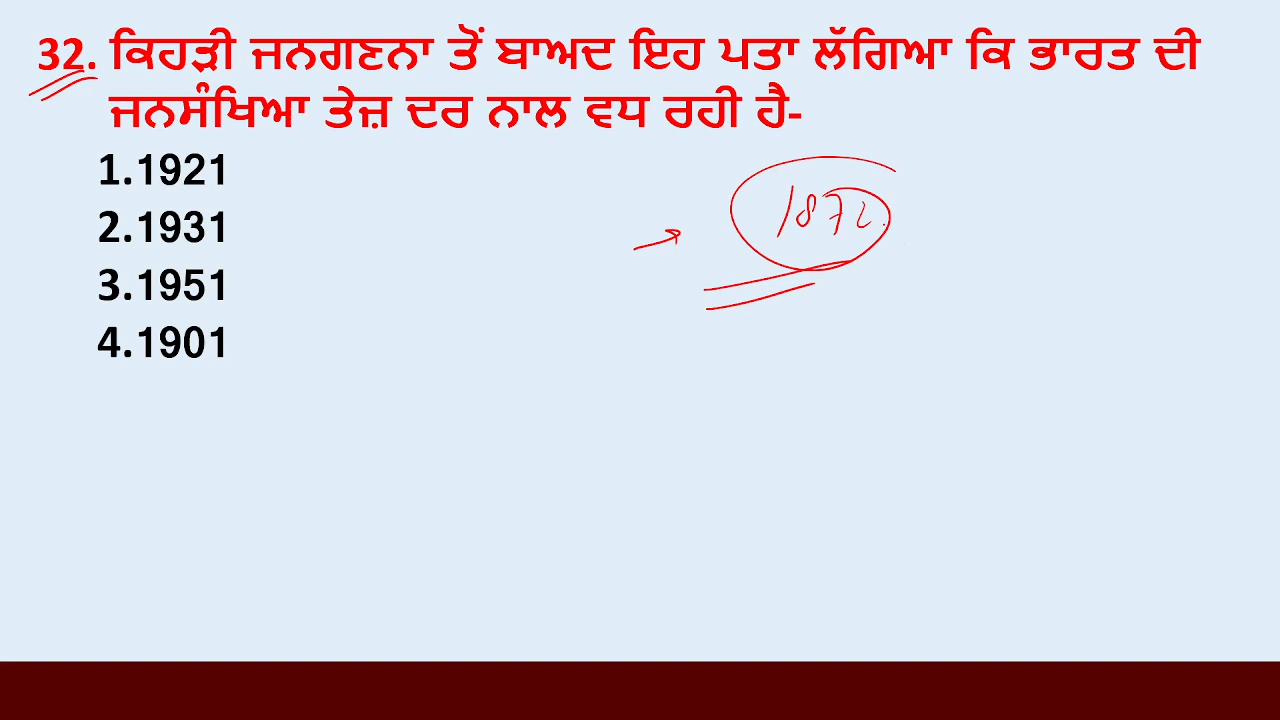 32. ਕਿਹੜੀ ਜਨਗਣਨਾ ਤੋਂ ਬਾਅਦ ਇਹ ਪਤਾ ਲੱਗਿਆ ਕਿ ਭਾਰਤ ਦੀ
ਜਨਸੰਖਿਆ ਤੇਜ਼ ਦਰ ਨਾਲ ਵਧ ਰਹੀ ਹੈ-
1.1921
1872
2.1931
3.1951
4.1901